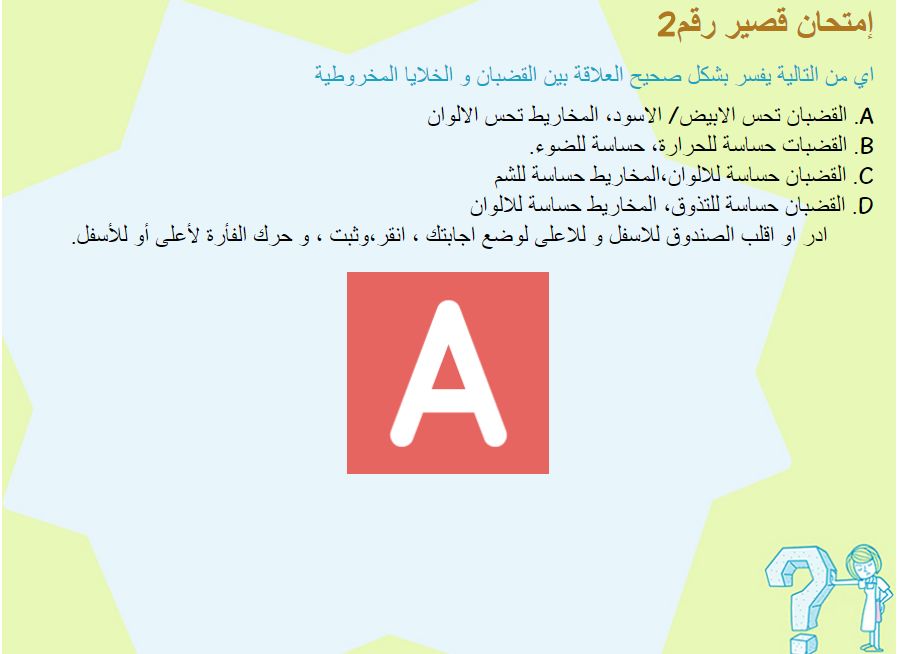 إمتحان قصير رقم2
اي من التالية يفسر بشكل صحيح العلاقة بين القضبان و الخلايا المخروطية
A. القضبان تحس الابيض/ الاسود، المخاريط تحس الالوان
B. القضبات حساسة للحرارة، حساسة للضوء.
C. القضبان حساسة للالوان،المخاريط حساسة للشم
D. القضبان حساسة للتذوق، المخاريط حساسة للالوان
ادر او اقلب الصندوق للاسفل و للاعلى لوضع اجابتك ، انقر،وثبت ، و حرك الفأرة لأعلى أو للأسفل.
A